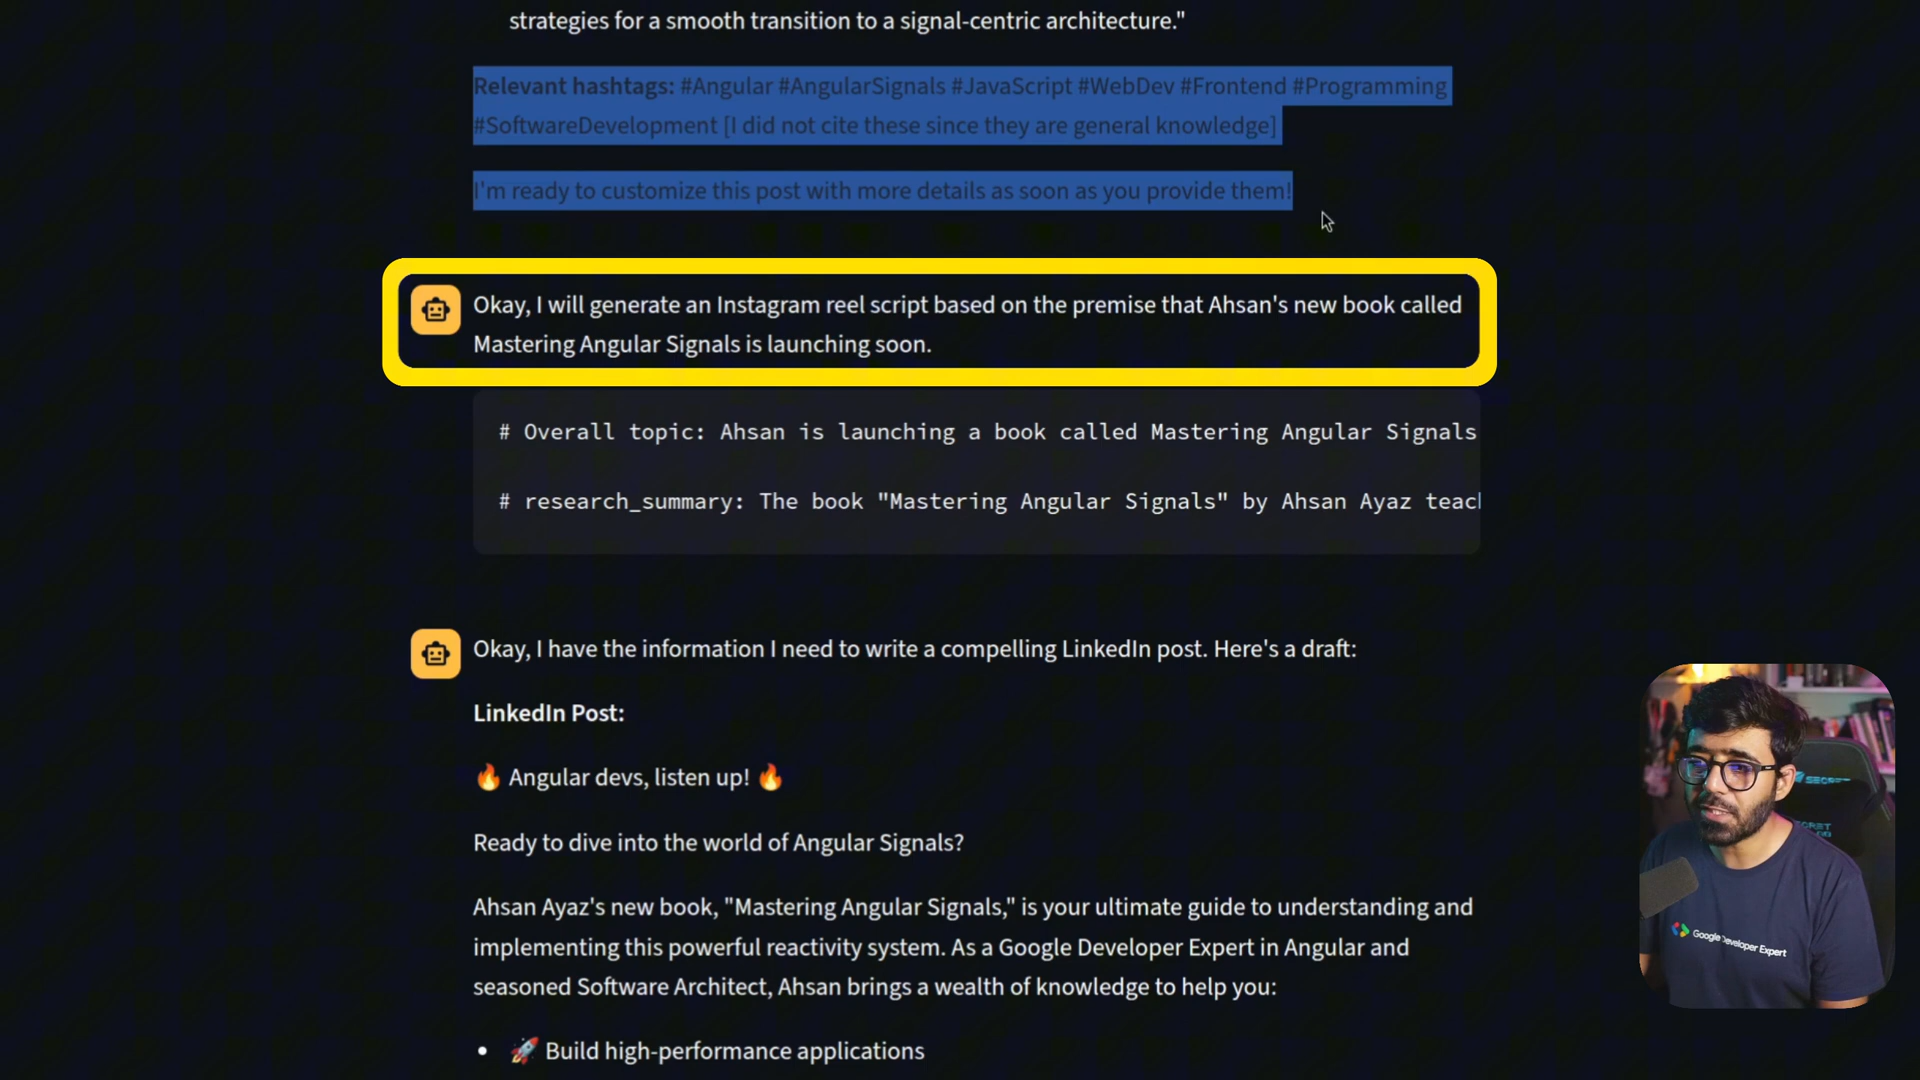 strategies for a smooth transition to a signal-centric architecture."
Relevant hashtags: #Angular #AngularSignals #JavaScript #WebDev #Frontend #Programming
#SoftwareDevelopment [I did not cite these since they are general knowledge]
I'm ready to customize this post with more details as soon as you provide them!
Okay, I will generate an Instagram reel script based on the premise that Ahsan's new book called
Mastering Angular Signals is launching soon.
# Overall topic: Ahsan is launching a book called Mastering Angular Signals
# research_summary: The book "Mastering Angular Signals" by Ahsan Ayaz teach
Okay, I have the information I need to write a compelling LinkedIn post. Here's a draft:
LinkedIn Post:
🔥 Angular devs, listen up! 🔥
Ready to dive into the world of Angular Signals?
Ahsan Ayaz's new book, "Mastering Angular Signals," is your ultimate guide to understanding and
implementing this powerful reactivity system. As a Google Developer Expert in Angular and
seasoned Software Architect, Ahsan brings a wealth of knowledge to help you:
• 🚀 Build high-performance applications
Google Developer Expert